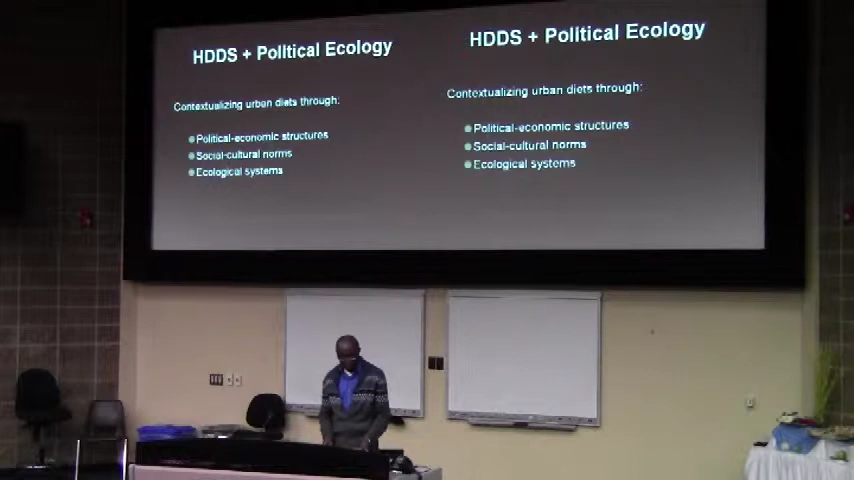 HDDS + Political Ecology
Contextualizing urban diets through:
Political-economic structures
Social-cultural norms
Ecological systems
HDDS + Political Ecology
Contextualizing urban diets through:
Political-economic structures
Social-cultural norms
Ecological systems